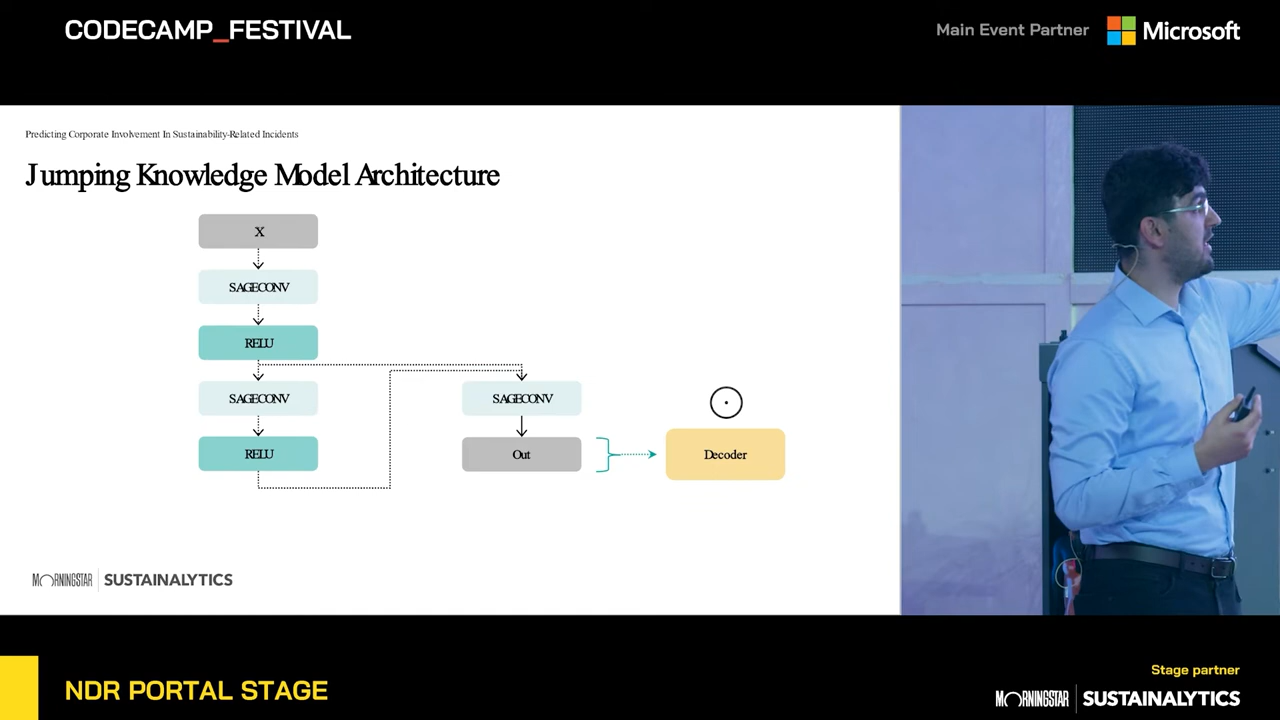 CODECAMP_FESTIVAL
Main Event Partner
Microsoft
Predicting Corporate Involvement In Sustainability-Related Incidents
Jumping Knowledge Model Architecture
X
SAGECONV
RELU
SAGECONV
SAGECONV
RELU
Out
Decoder
MORNINGSTAR | SUSTAINALYTICS
NDR PORTAL STAGE
Stage partner
MORNINGSTAR | SUSTAINALYTICS